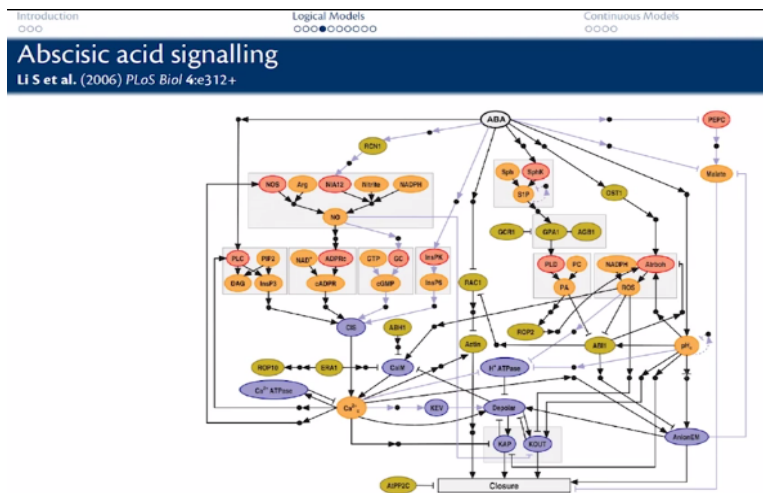 Introduction Logical Models Continuous Models
Abscisic acid signalling
Li S et al. (2006) PLoS Biol 4:e312+
ABA PEPC
RCN1
Sph SphK Malate
NOS Arg NIA12 Nitrite NADPH
S1P OST1
NO
GCR1 GPA1 AGB1
PLC PIP2 NAD+ ADPRc GTP GC InsPK PLD PC NADPH Atrboh
DAG InsP3 cADPR cGMP InsP6 RAC1 PA ROS
CIS ABH1 ROP2
Actin ABI1 pHc
ROP10 ERA1 CaIM H+ ATPase
Ca2+ ATPase
Ca2+c KEV Depolar
AnionEM
KAP KOUT
AtPP2C Closure